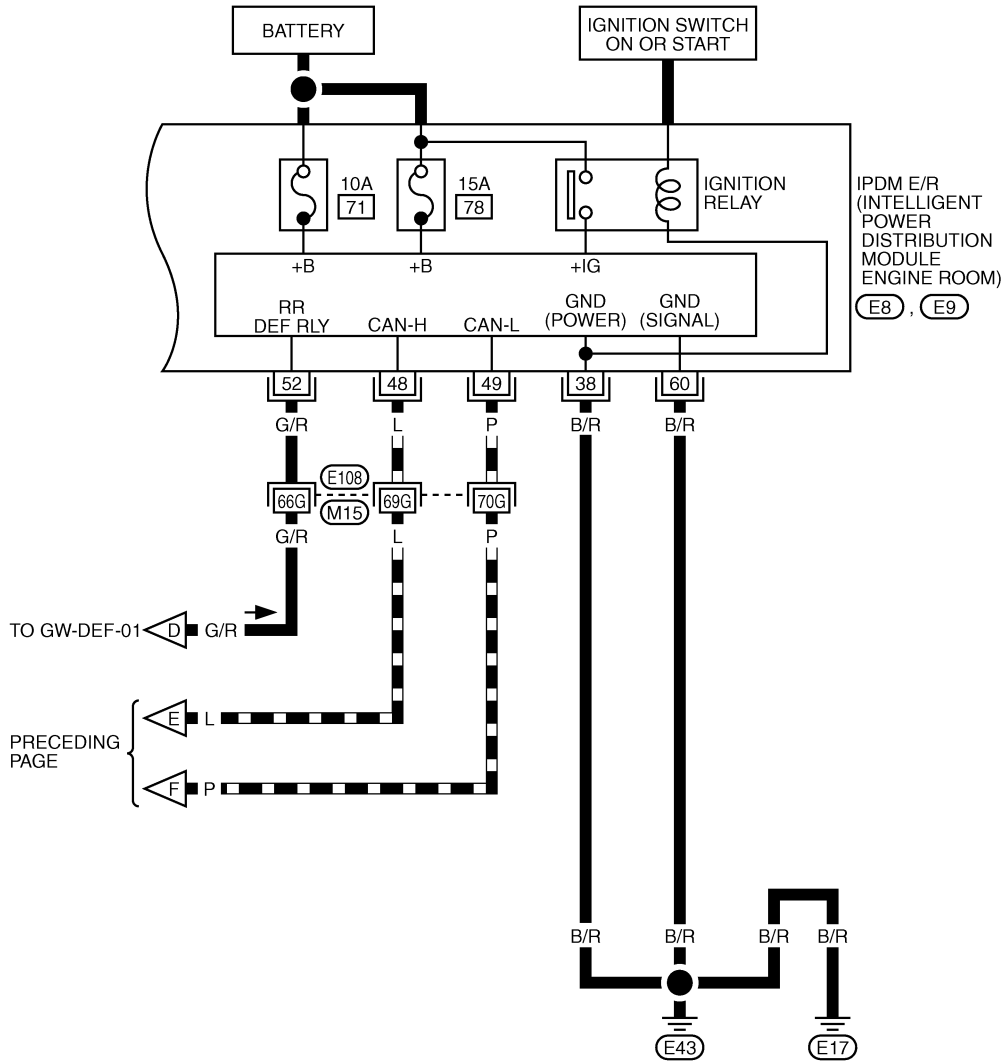 BATTERY
IGNITION SWITCH
ON OR START
10A
71
15A
78
IGNITION
RELAY
IPDM E/R
(INTELLIGENT
POWER
DISTRIBUTION
MODULE
ENGINE ROOM)
E8 , E9
+B
+B
+IG
RR
DEF RLY
CAN-H
CAN-L
GND
(POWER)
GND
(SIGNAL)
52
48
49
38
60
G/R
L
P
B/R
B/R
E108
66G
69G
70G
M15
G/R
L
P
TO GW-DEF-01
D
G/R
E
L
PRECEDING
PAGE
F
P
B/R
B/R
B/R
B/R
E43
E17